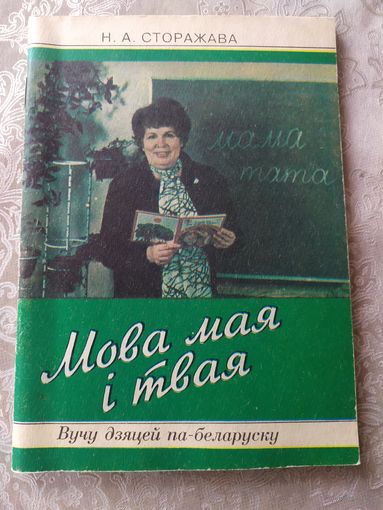 Н. А. СТОРАЖАВА
мама
тата
Мова мая
і твая
Вучу дзяцей па-беларуску